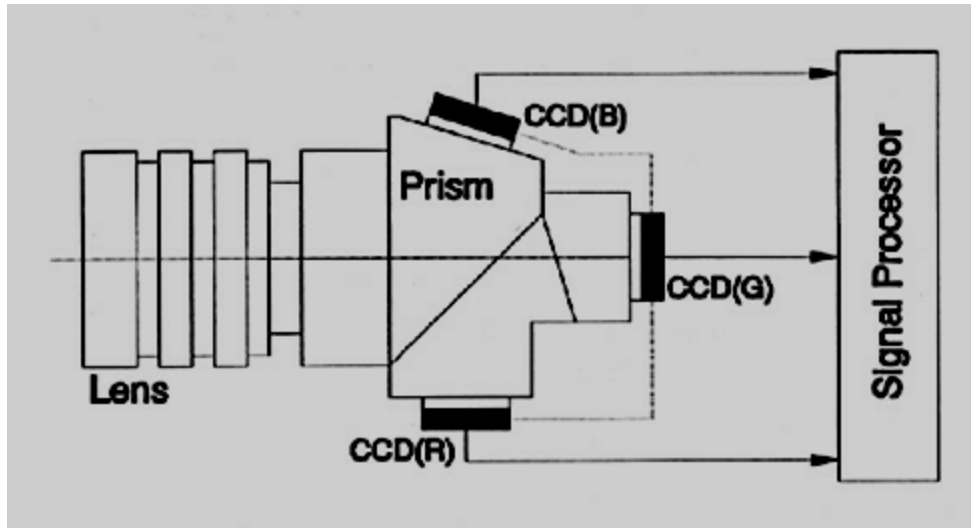 CCD(B)
Prism
CCD(G)
Lens
CCD(R)
Signal Processor